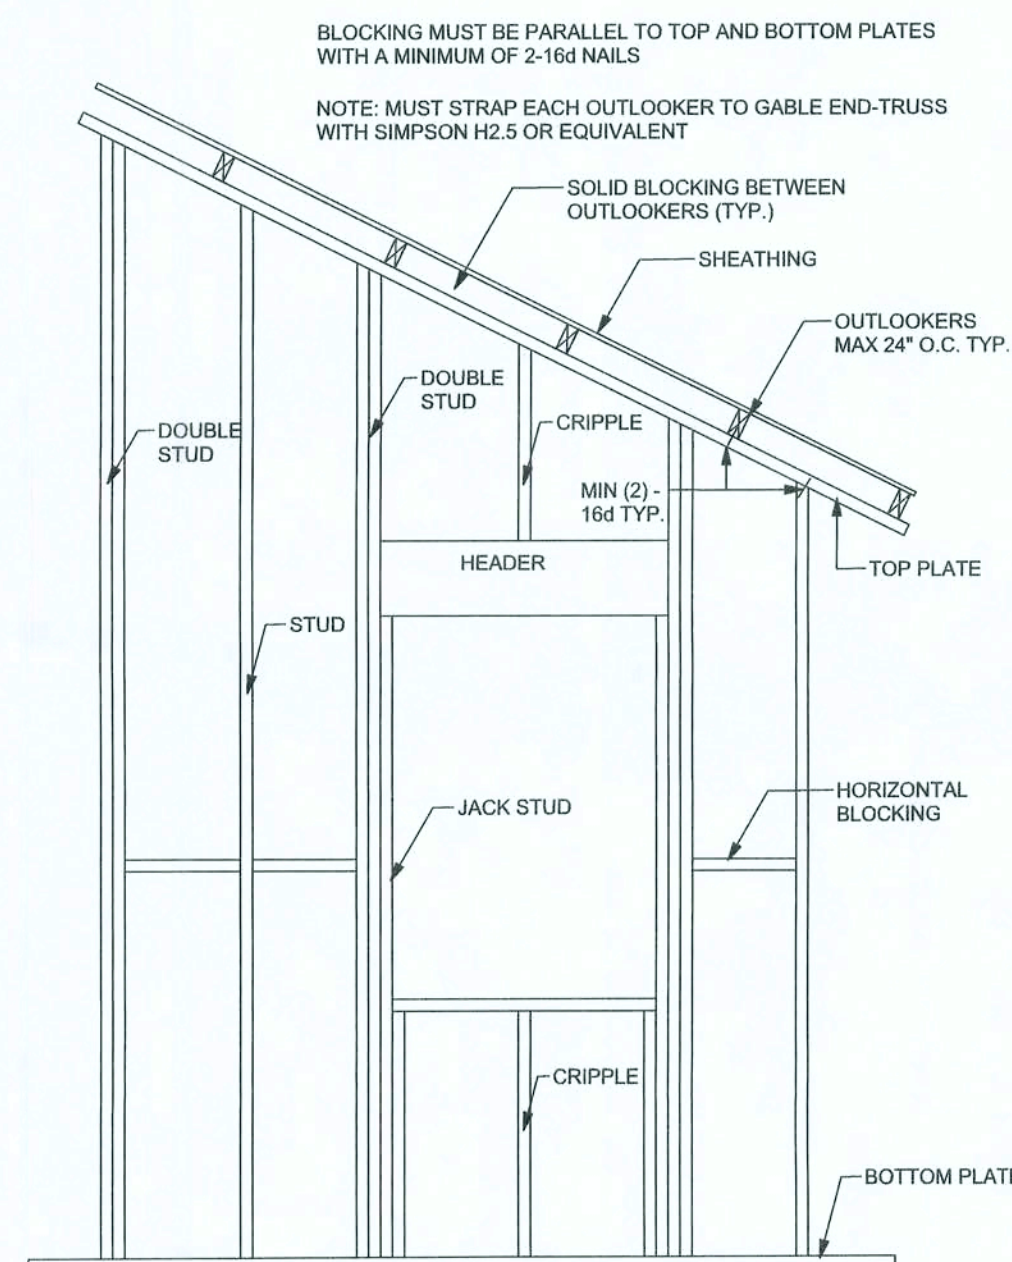 BLOCKING MUST BE PARALLEL TO TOP AND BOTTOM PLATES
WITH A MINIMUM OF 2-16d NAILS
NOTE: MUST STRAP EACH OUTLOOKER TO GABLE END-TRUSS
WITH SIMPSON H2.5 OR EQUIVALENT
SOLID BLOCKING BETWEEN
OUTLOOKERS (TYP.)
SHEATHING
OUTLOOKERS
MAX 24" O.C. TYP.
DOUBLE
STUD
CRIPPLE
DOUBLE
STUD
MIN (2) -
16d TYP.
HEADER
TOP PLATE
STUD
JACK STUD
HORIZONTAL
BLOCKING
CRIPPLE
BOTTOM PLATE